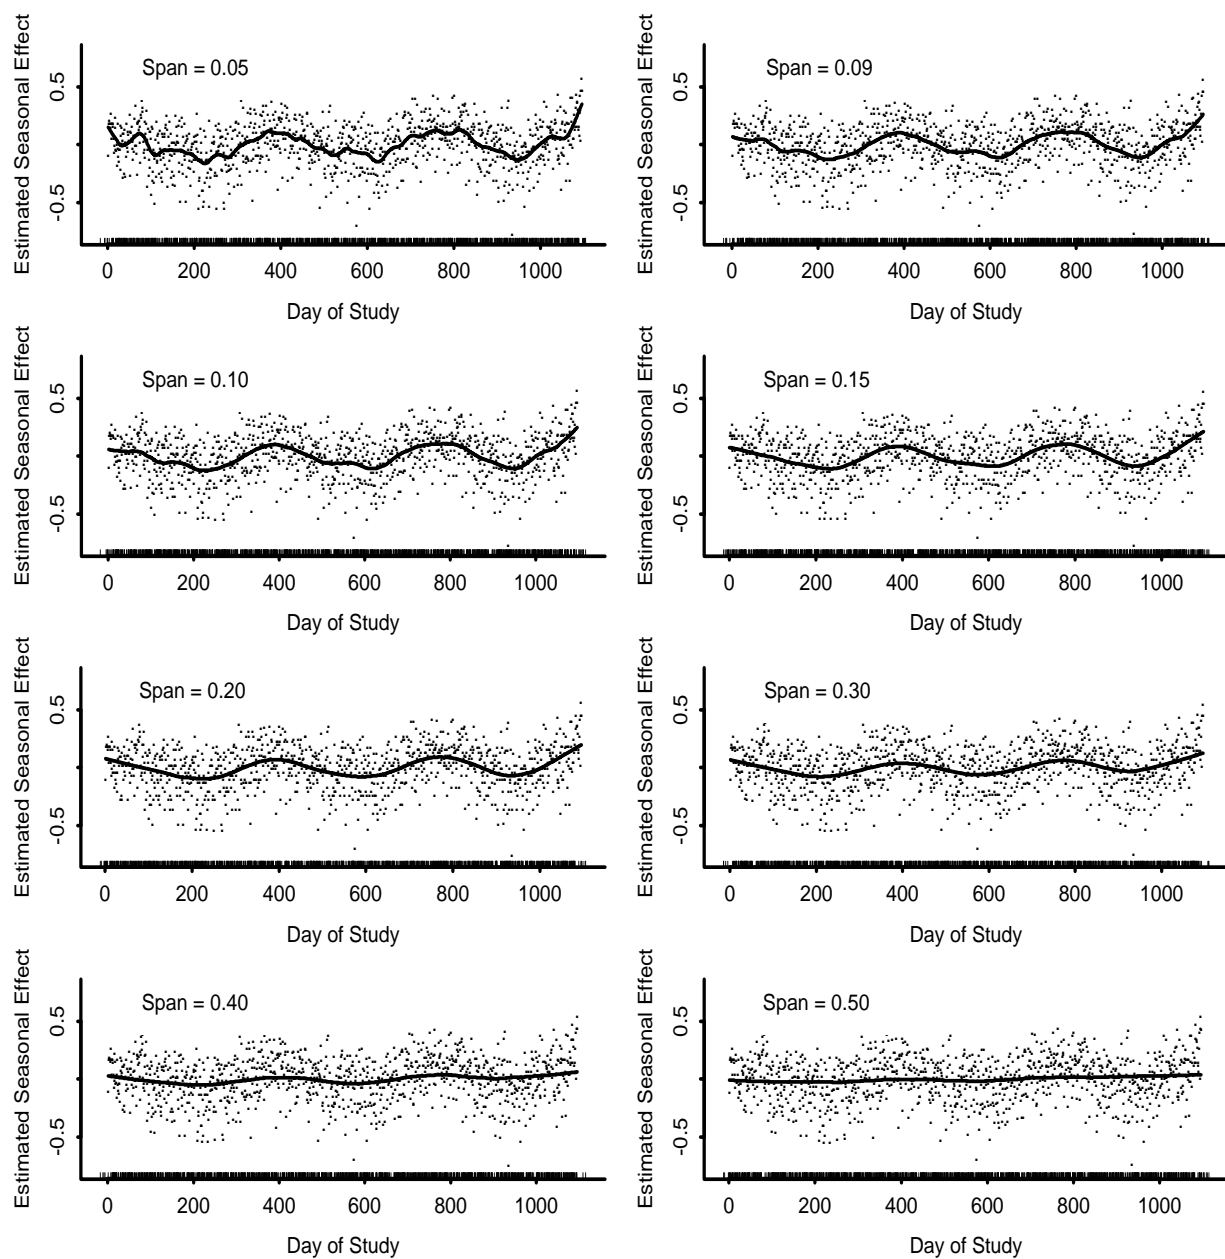 Estimated Seasonal Effect
0.5
-0.5
Span = 0.05
0 200 400 600 800 1000
Day of Study
Estimated Seasonal Effect
0.5
-0.5
Span = 0.09
0 200 400 600 800 1000
Day of Study
Estimated Seasonal Effect
0.5
-0.5
Span = 0.10
0 200 400 600 800 1000
Day of Study
Estimated Seasonal Effect
0.5
-0.5
Span = 0.15
0 200 400 600 800 1000
Day of Study
Estimated Seasonal Effect
0.5
-0.5
Span = 0.20
0 200 400 600 800 1000
Day of Study
Estimated Seasonal Effect
0.5
-0.5
Span = 0.30
0 200 400 600 800 1000
Day of Study
Estimated Seasonal Effect
0.5
-0.5
Span = 0.40
0 200 400 600 800 1000
Day of Study
Estimated Seasonal Effect
0.5
-0.5
Span = 0.50
0 200 400 600 800 1000
Day of Study